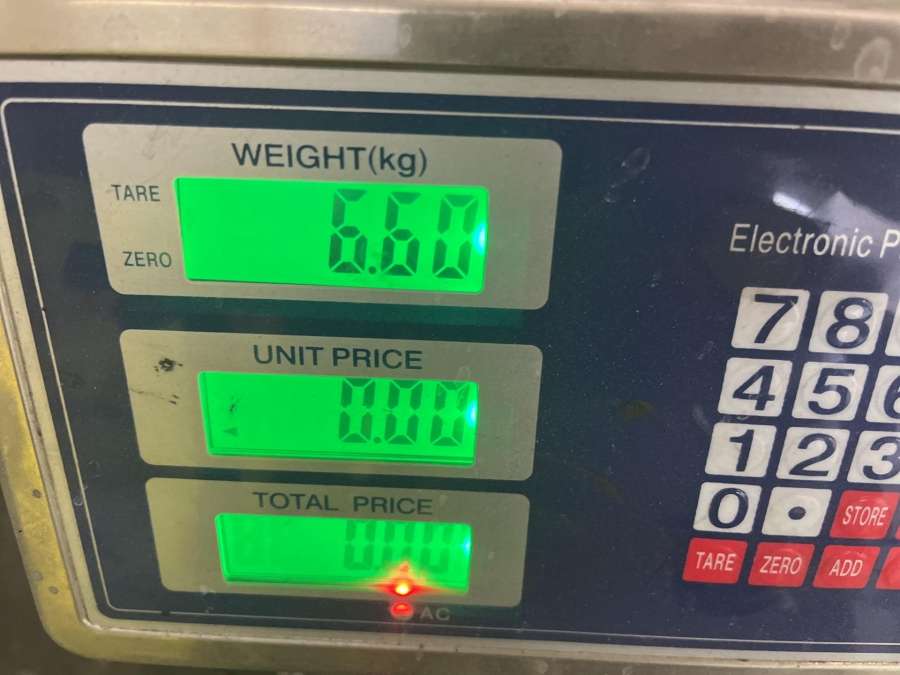 WEIGHT(kg)
TARE
6.60
ZERO
UNIT PRICE
0.00
TOTAL PRICE
0.00
AC
Electronic P
7 8
4 5 6
1 2 3
0 • STORE
TARE ZERO ADD